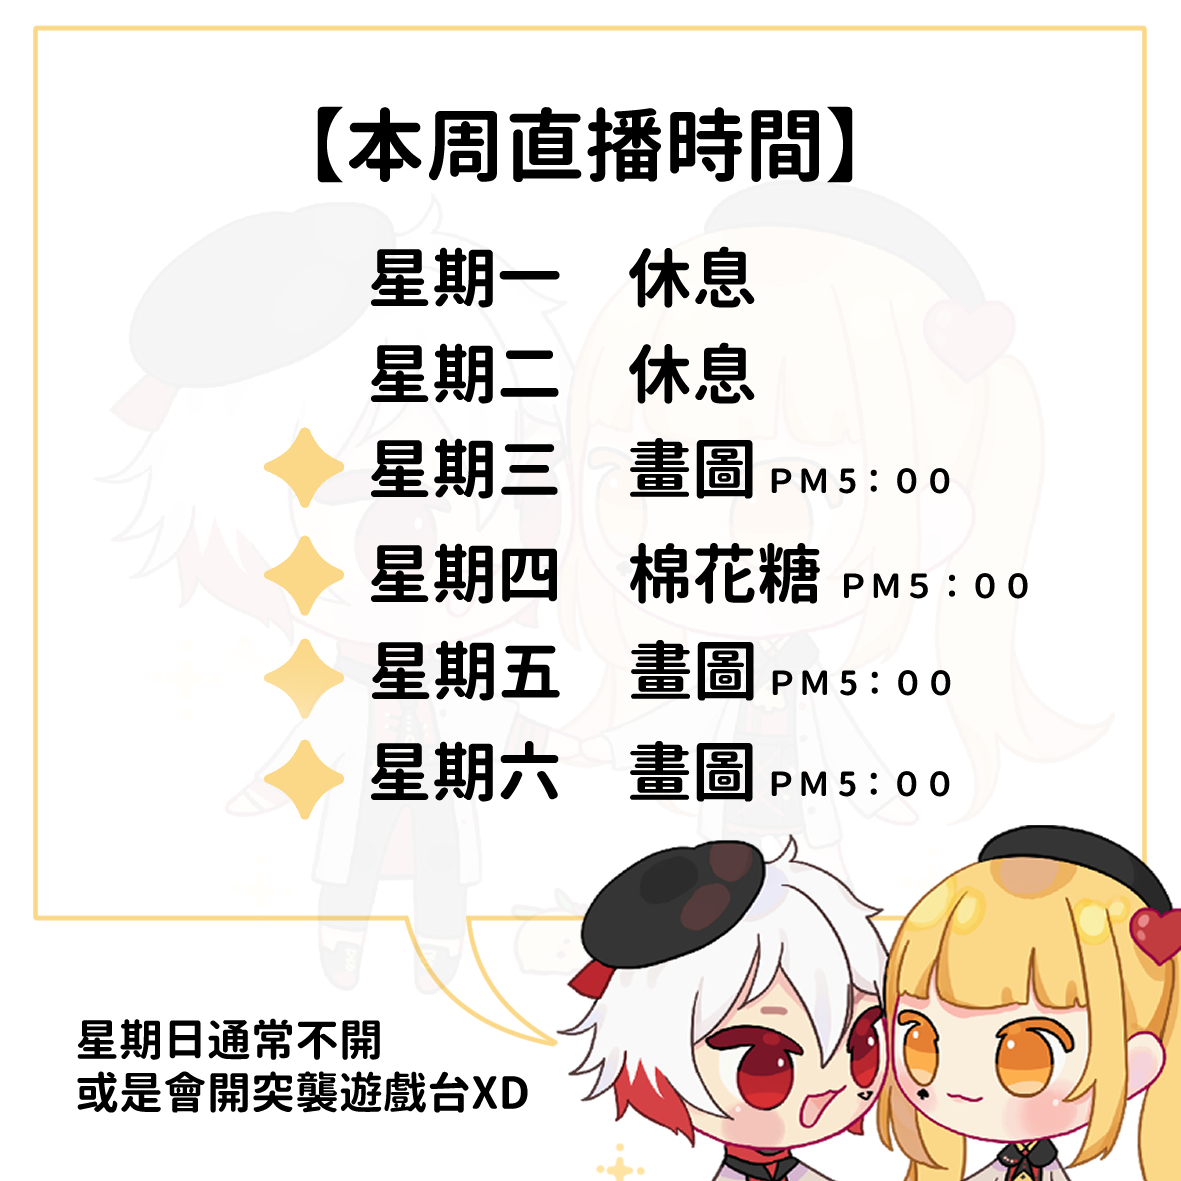 【本周直播時間】
星期一 休息
星期二 休息
星期三 畫圖 PM5：00
星期四 棉花糖 PM5：00
星期五 畫圖 PM5：00
星期六 畫圖 PM5：00
星期日通常不開
或是會開突襲遊戲台XD